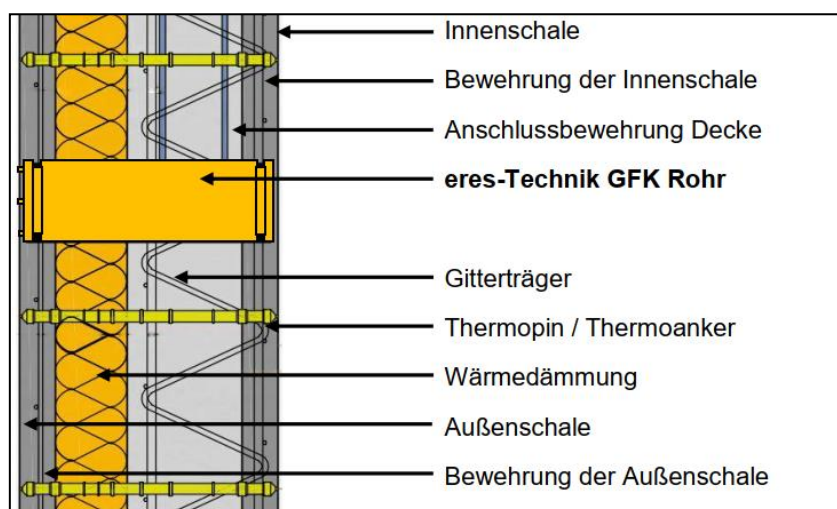 Innenschale
Bewehrung der Innenschale
Anschlussbewehrung Decke
eres-Technik GFK Rohr
Gitterträger
Thermopin / Thermoanker
Wärmedämmung
Außenschale
Bewehrung der Außenschale